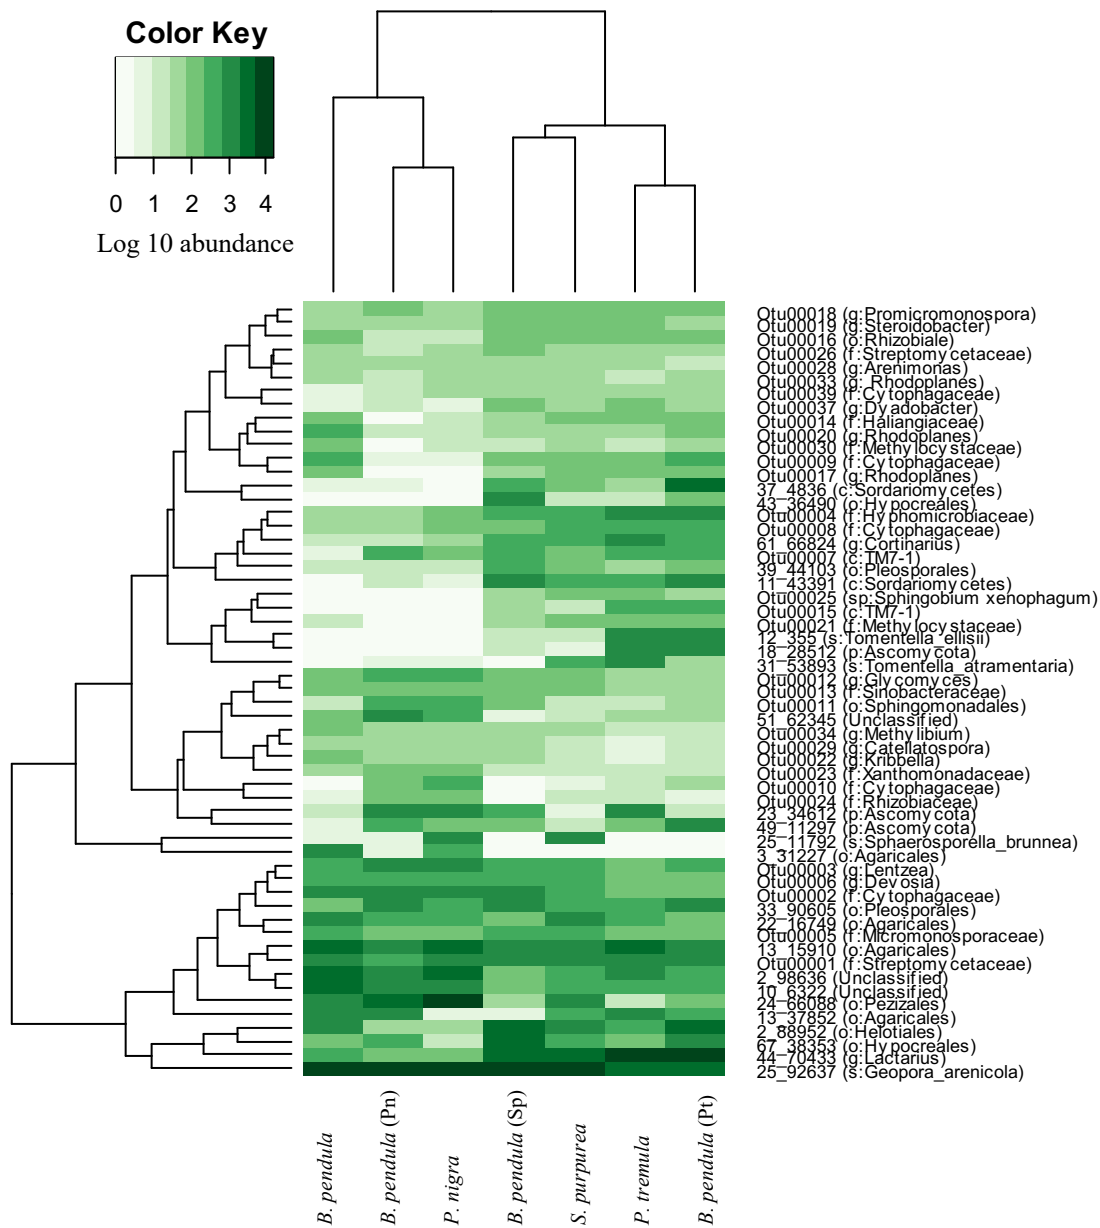 Color Key
0 1 2 3 4
Log 10 abundance
Otu00018 (g:Promicromonospora)
Otu00019 (g:Steroidobacter)
Otu00016 (o:Rhizobiale)
Otu00026 (f:Streptomycetaceae)
Otu00028 (g:Arenimonas)
Otu00033 (g: Rhodoplanes)
Otu00039 (f:Cytophagaceae)
Otu00037 (g:Dyadobacter)
Otu00014 (f:Haliangiaceae)
Otu00020 (g:Rhodoplanes)
Otu00030 (f:Methylocystaceae)
Otu00009 (f:Cytophagaceae)
Otu00017 (g:Rhodoplanes)
37_4836 (c:Sordariomycetes)
43_36490 (o:Hypocreales)
Otu00004 (f:Hyphomicrobiaceae)
Otu00008 (f:Cytophagaceae)
61_66824 (g:Cortinarius)
Otu00007 (c:TM7-1)
39_44103 (o:Pleosporales)
11_43391 (c:Sordariomycetes)
Otu00025 (sp:Sphingobium xenophagum)
Otu00015 (c:TM7-1)
Otu00021 (f:Methylocystaceae)
12_355 (s:Tomentella_ellisii)
18_28512 (p:Ascomycota)
31_53893 (s:Tomentella_atramentaria)
Otu00012 (g:Glycomyces)
Otu00013 (f:Sinobacteraceae)
Otu00011 (o:Sphingomonadales)
51_62345 (Unclassified)
Otu00034 (g:Methylibium)
Otu00029 (g:Catellatospora)
Otu00022 (g:Kribbella)
Otu00023 (f:Xanthomonadaceae)
Otu00010 (f:Cytophagaceae)
Otu00024 (f:Rhizobiaceae)
23_34612 (p:Ascomycota)
49_11297 (p:Ascomycota)
25_11792 (s:Sphaerosporella_brunnea)
3_31227 (o:Agaricales)
Otu00003 (g:Lentzea)
Otu00006 (g:Devosia)
Otu00002 (f:Cytophagaceae)
33_90605 (o:Pleosporales)
22_16749 (o:Agaricales)
Otu00005 (f:Micromonosporaceae)
13_15910 (o:Agaricales)
Otu00001 (f:Streptomycetaceae)
2_98636 (Unclassified)
10_6322 (Unclassified)
24_66088 (o:Pezizales)
13_37852 (o:Agaricales)
2_88952 (o:Helotiales)
67_38353 (o:Hypocreales)
44_70433 (g:Lactarius)
25_92637 (s:Geopora_arenicola)
B. pendula
B. pendula (Pn)
P. nigra
B. pendula (Sp)
S. purpurea
P. tremula
B. pendula (Pt)